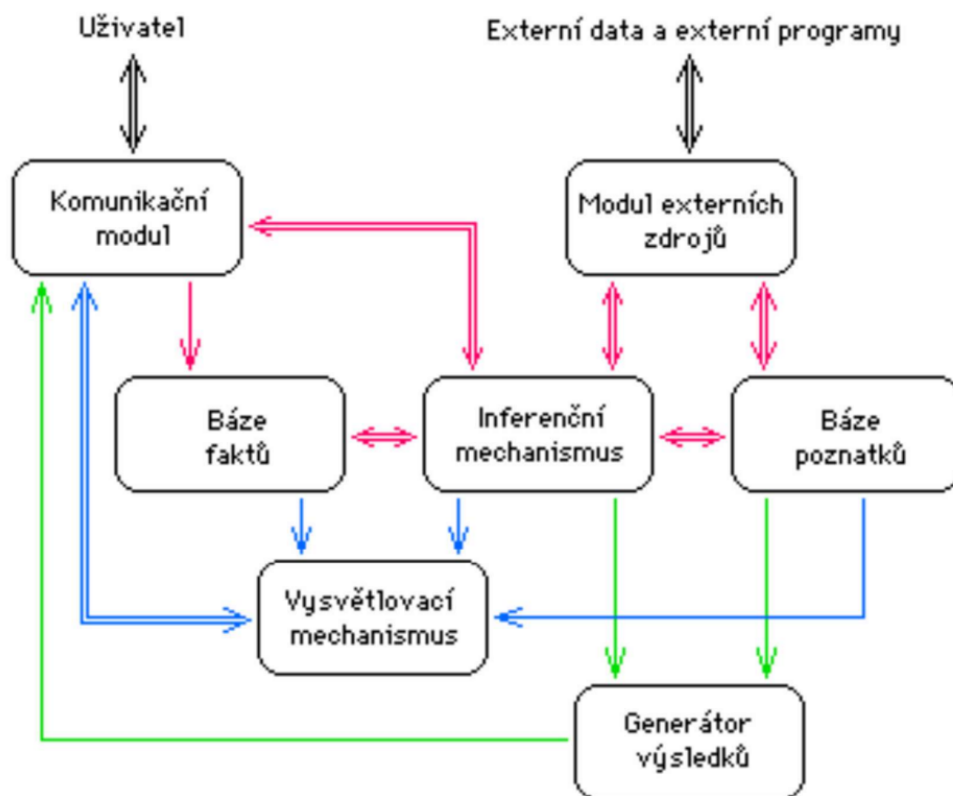 Uživatel
Externí data a externí programy
Komunikační
modul
Modul externích
zdrojů
Báze
faktů
Inferenční
mechanismus
Báze
poznatků
Vysvětlovací
mechanismus
Generátor
výsledků